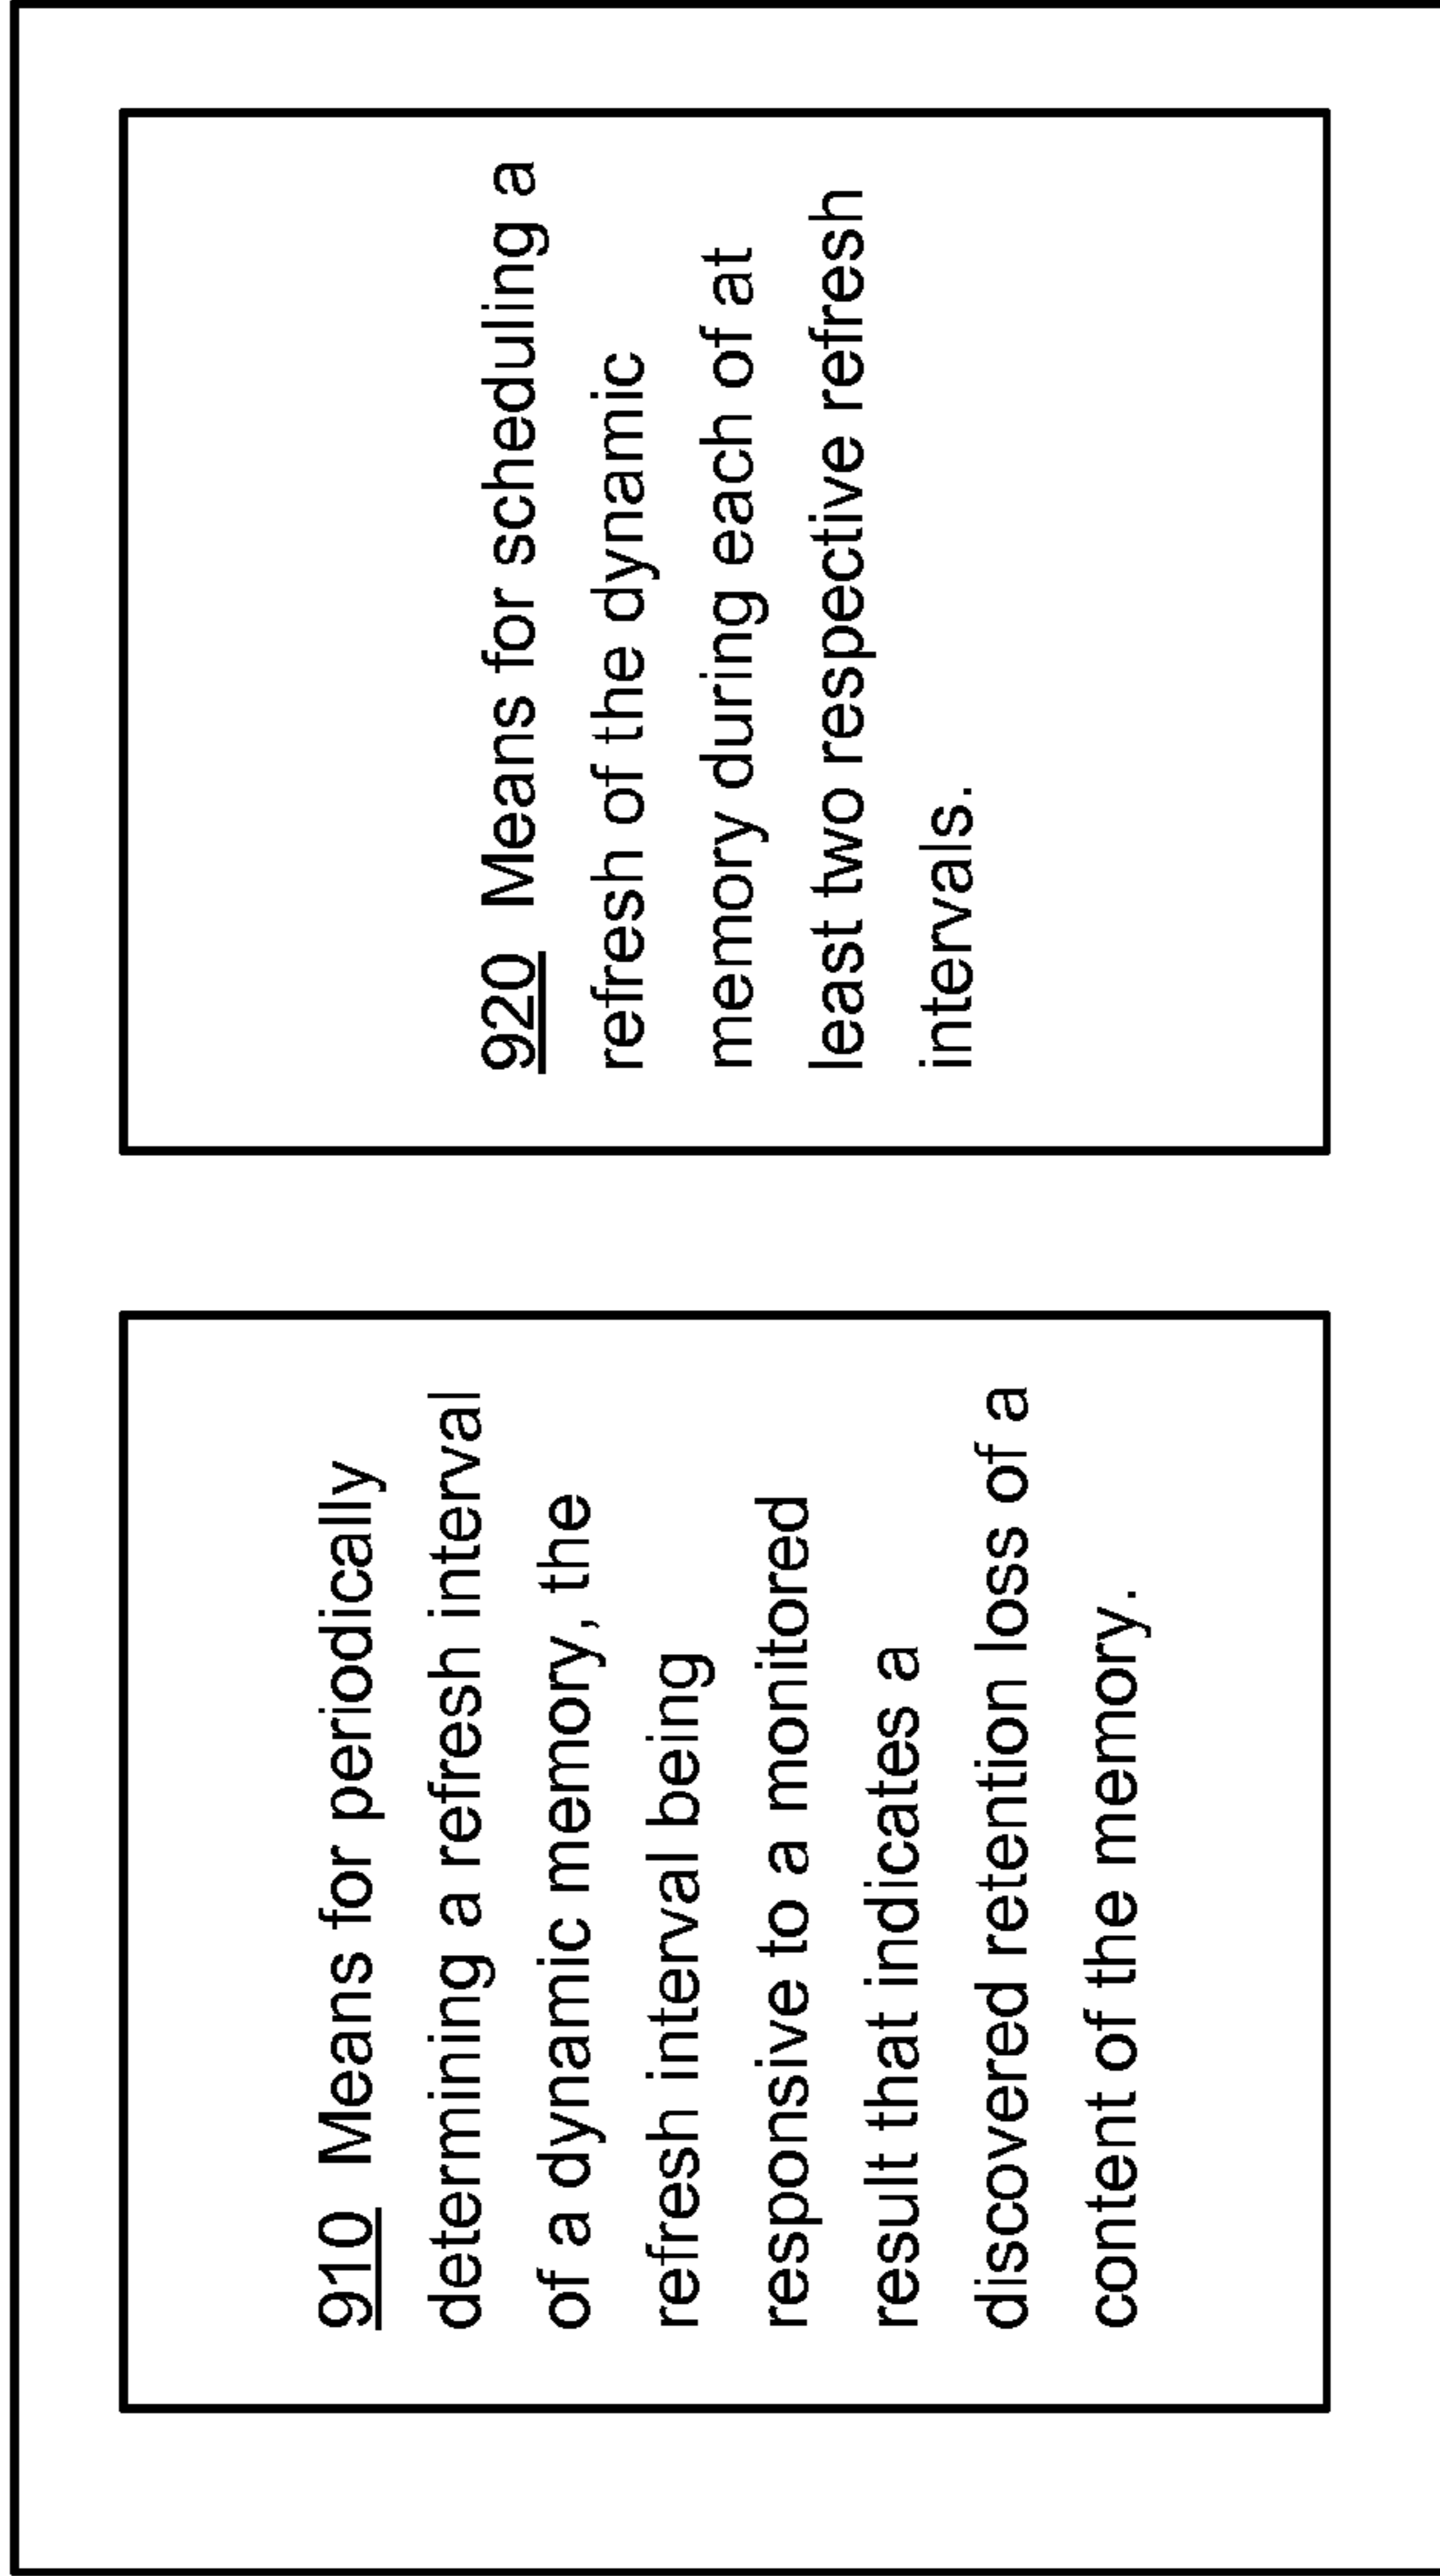 910 Means for periodically
determining a refresh interval
of a dynamic memory, the
refresh interval being
responsive to a monitored
result that indicates a
discovered retention loss of a
content of the memory.
920 Means for scheduling a
refresh of the dynamic
memory during each of at
least two respective refresh
intervals.